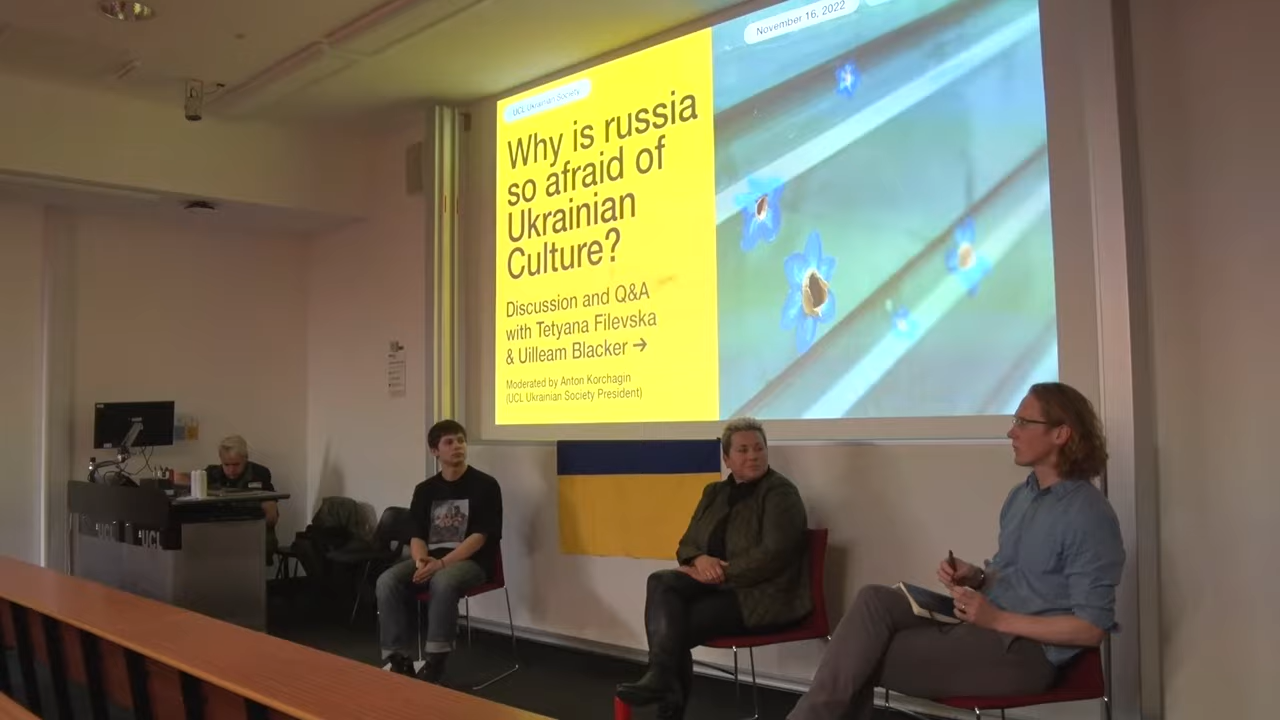 November 16, 2022
UCL Ukrainian Society
Why is russia
so afraid of
Ukrainian
Culture?
Discussion and Q&A
with Tetyana Filevska
& Uilleam Blacker →
Moderated by Anton Korchagin
(UCL Ukrainian Society President)
UCL
UCL